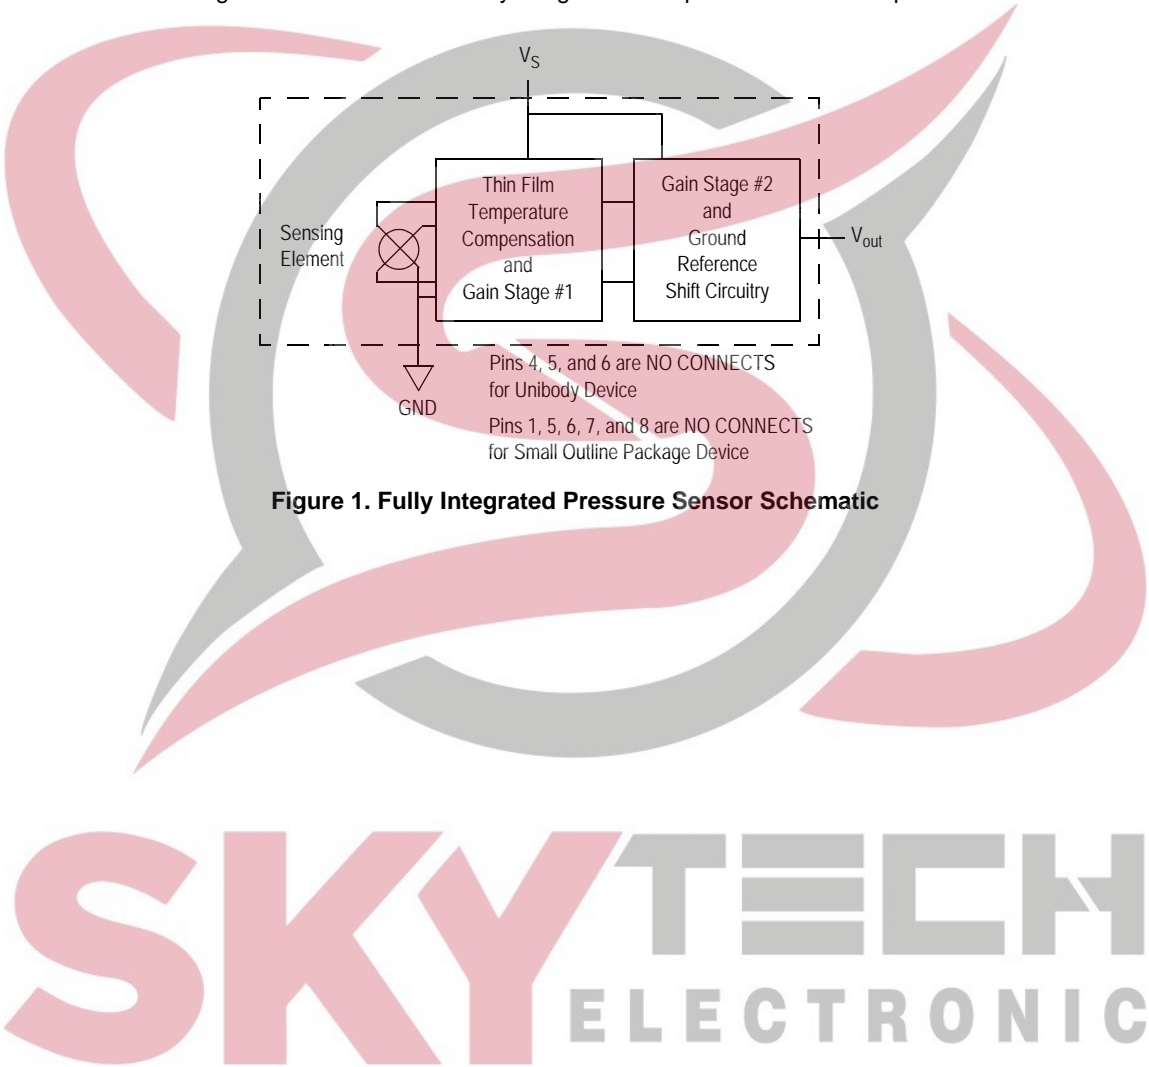 V_S
Sensing
Element
Thin Film
Temperature
Compensation
and
Gain Stage #1
Gain Stage #2
and
Ground
Reference
Shift Circuitry
V_out
GND
Pins 4, 5, and 6 are NO CONNECTS
for Unibody Device
Pins 1, 5, 6, 7, and 8 are NO CONNECTS
for Small Outline Package Device
Figure 1. Fully Integrated Pressure Sensor Schematic
SKYTECH
ELECTRONIC